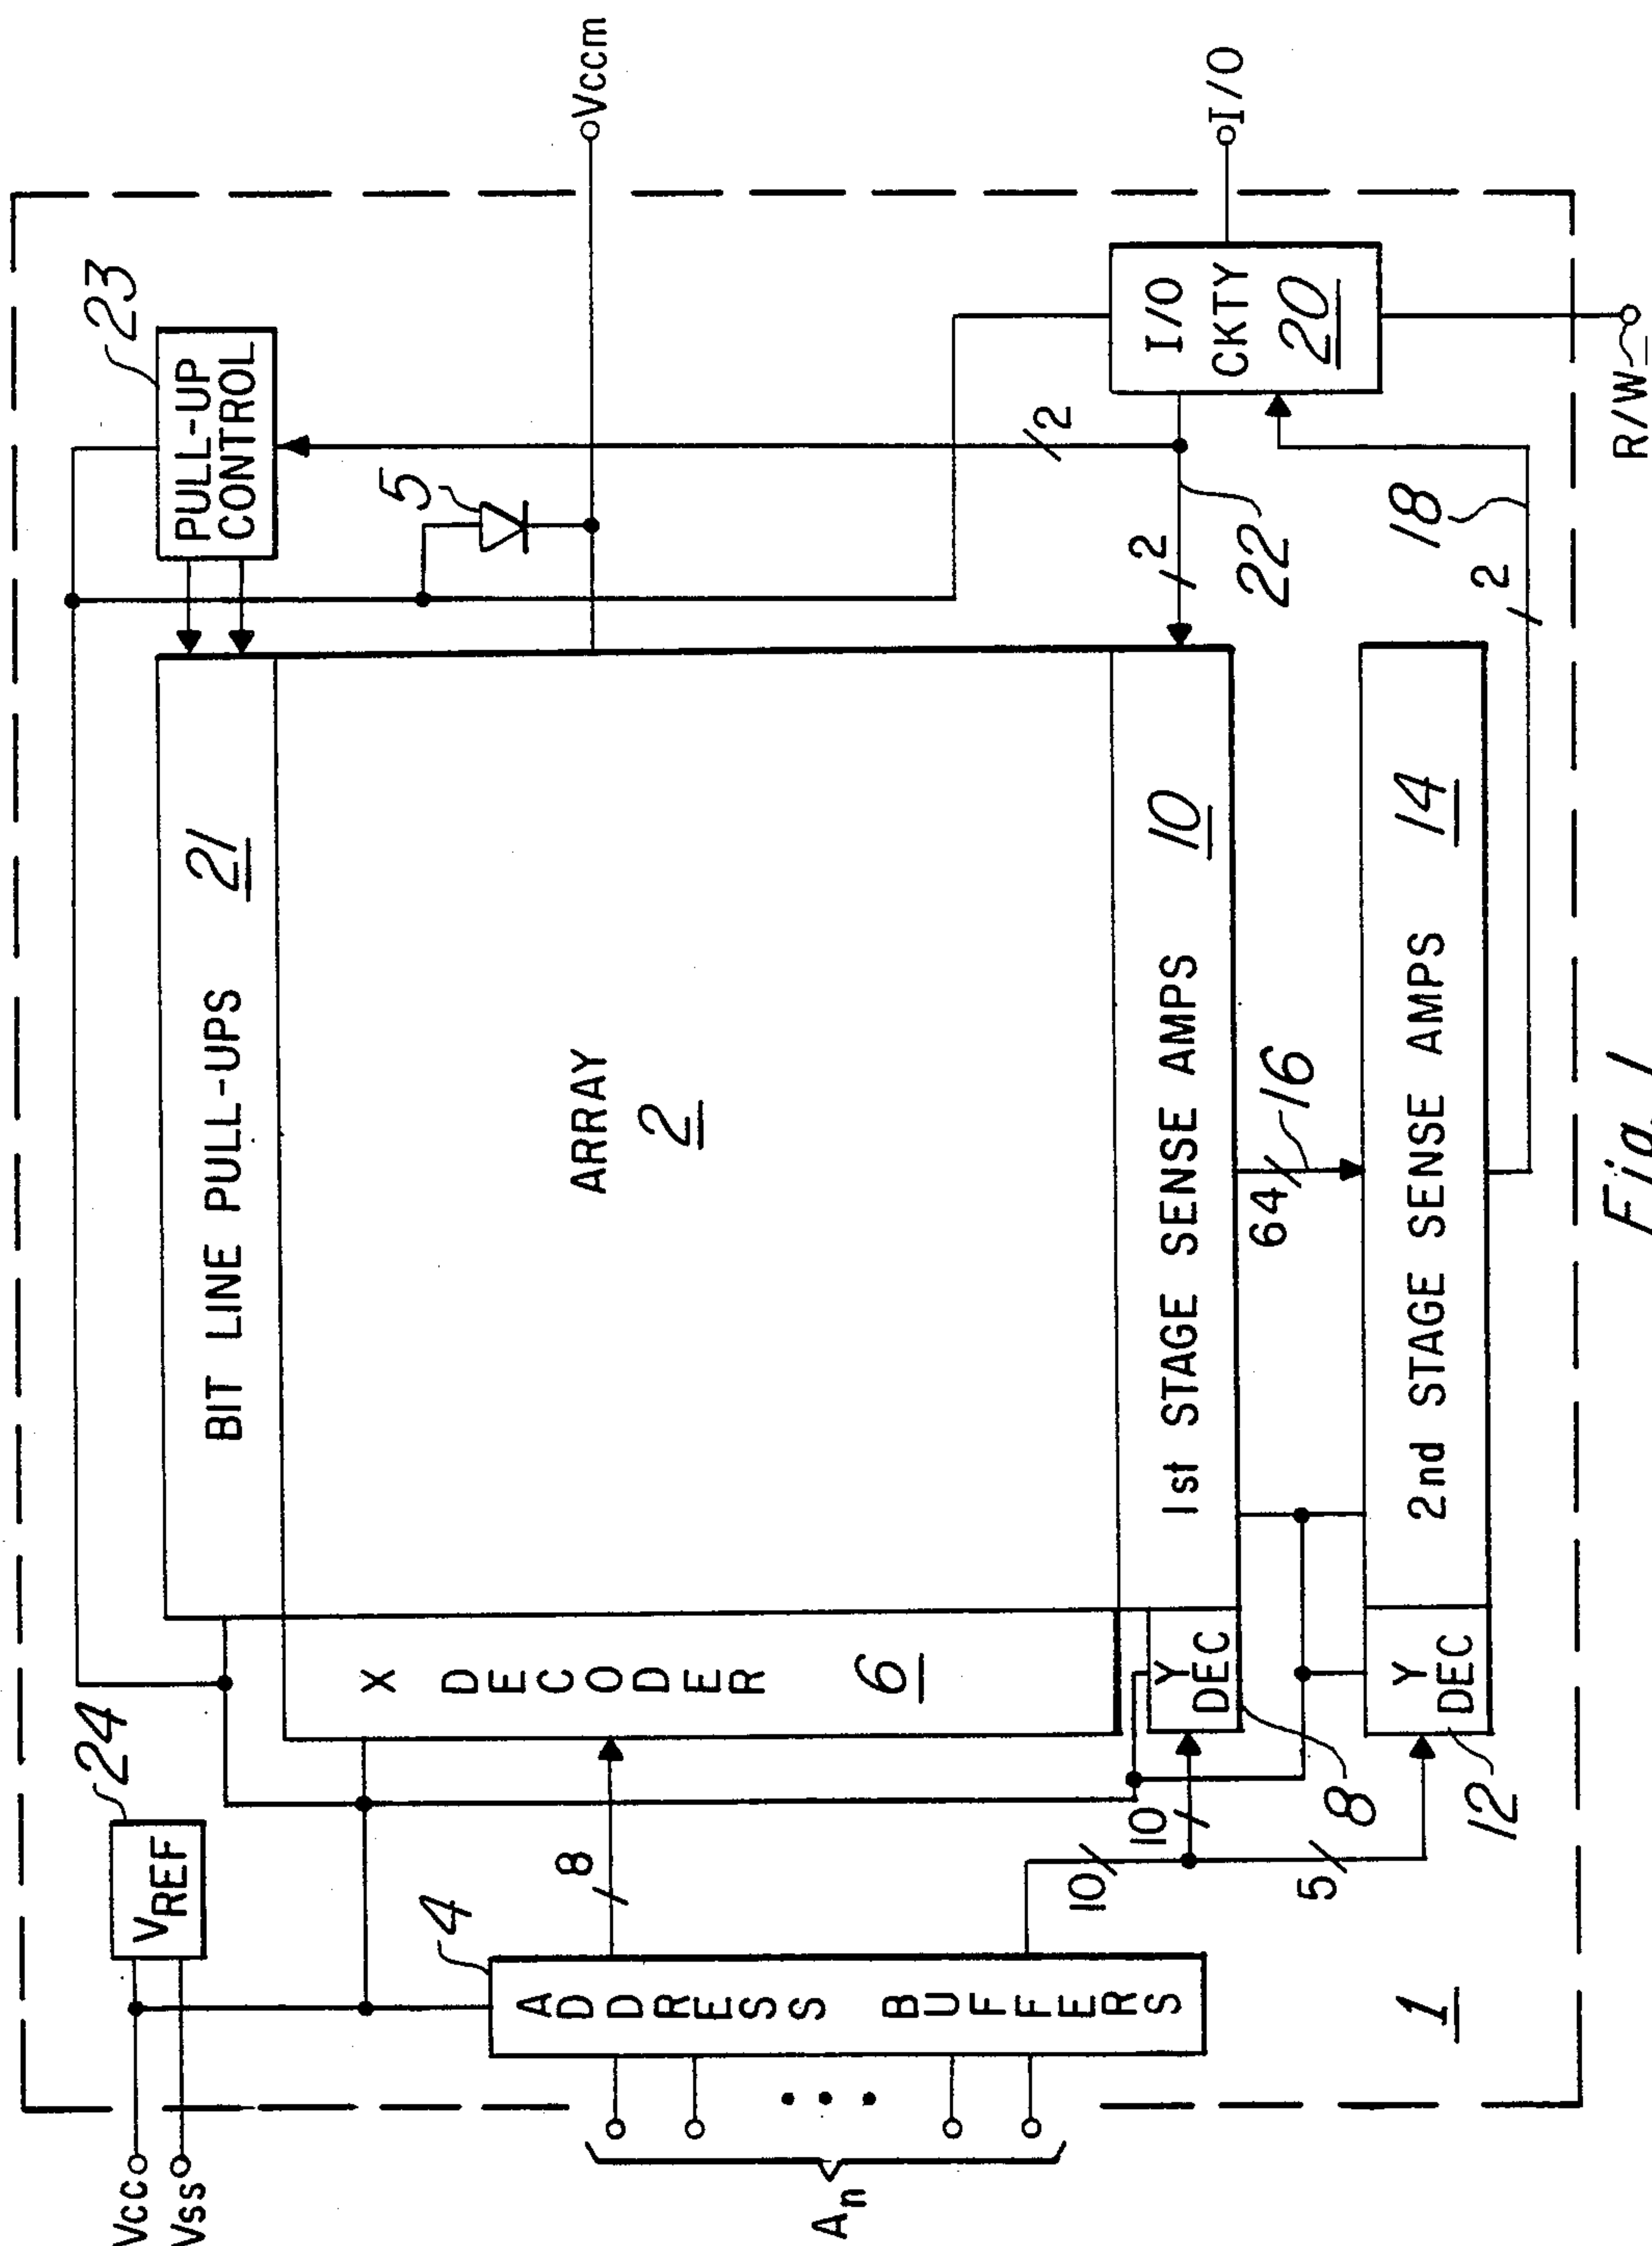 Vcc
Vss
24
VREF
23
PULL-UP
CONTROL
BIT LINE PULL-UPS 21
5
Vccm
4
ADDRESS BUFFERS
An
8
X DECODER 6
ARRAY
2
10
10
5
Y
DEC
8
1st STAGE SENSE AMPS 10
2
22
2
I/O
CKTY
20
I/O
64
16
Y
DEC
12
2nd STAGE SENSE AMPS 14
2
18
R/W_
1
Fig. 1